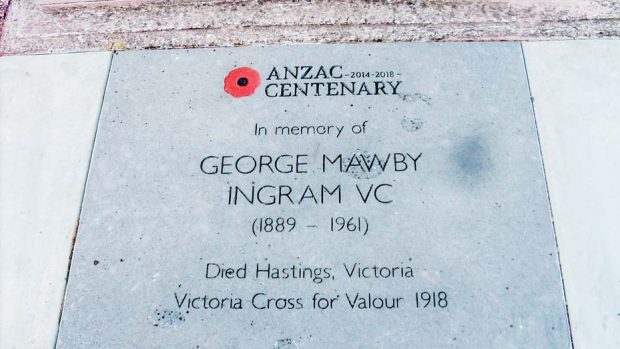 ANZAC -2014-2018-
CENTENARY
In memory of
GEORGE MAWBY
INGRAM VC
(1889 – 1961)
Died Hastings, Victoria
Victoria Cross for Valour 1918